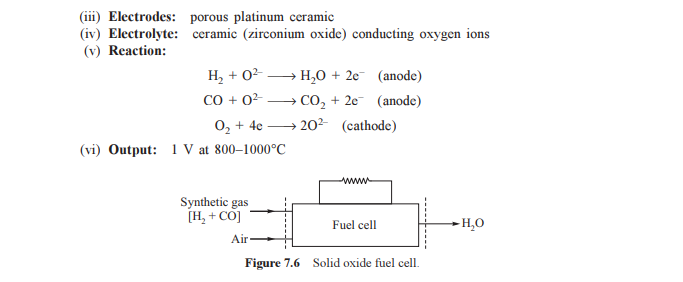 (iii) Electrodes: porous platinum ceramic
(iv) Electrolyte: ceramic (zirconium oxide) conducting oxygen ions
(v) Reaction:
H₂ + O²⁻ ⟶ H₂O + 2e⁻ (anode)
CO + O²⁻ ⟶ CO₂ + 2e⁻ (anode)
O₂ + 4e ⟶ 2O²⁻ (cathode)
(vi) Output: 1 V at 800–1000°C
Synthetic gas
[H₂ + CO]
Fuel cell
H₂O
Air
Figure 7.6 Solid oxide fuel cell.